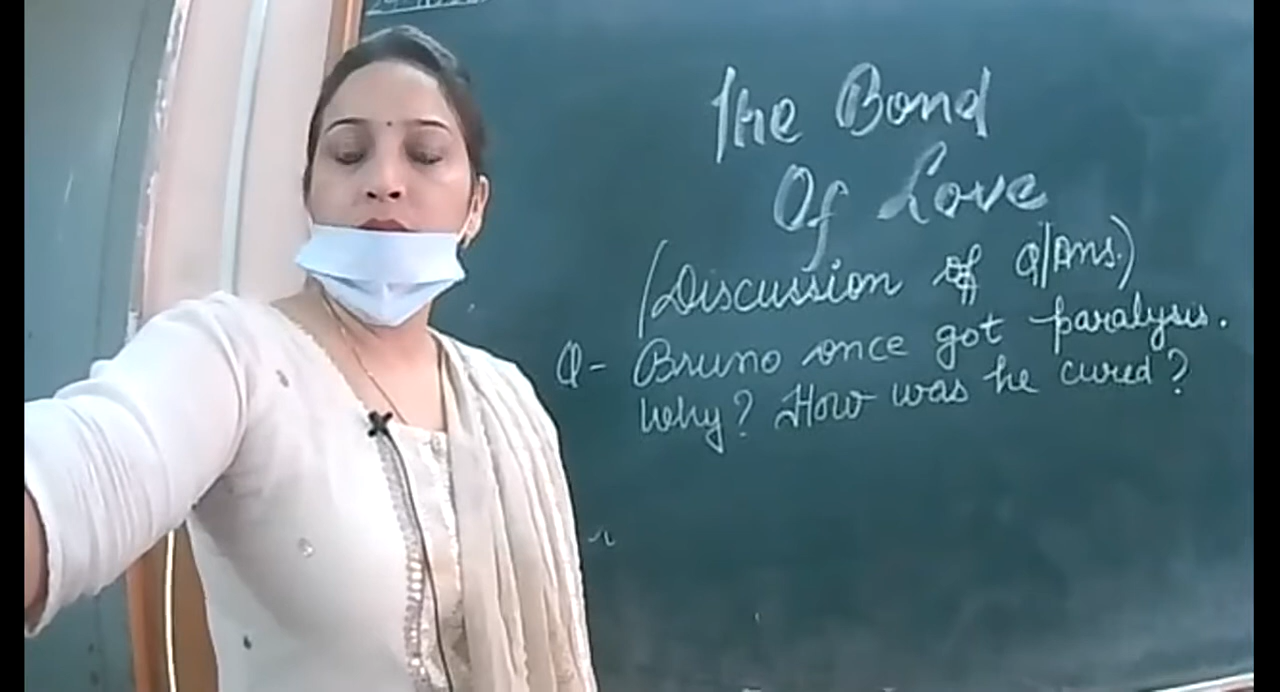 The Bond
Of Love
(Discussion of Q/Ans.)
Q- Bruno once got paralysis.
Why? How was he cured?